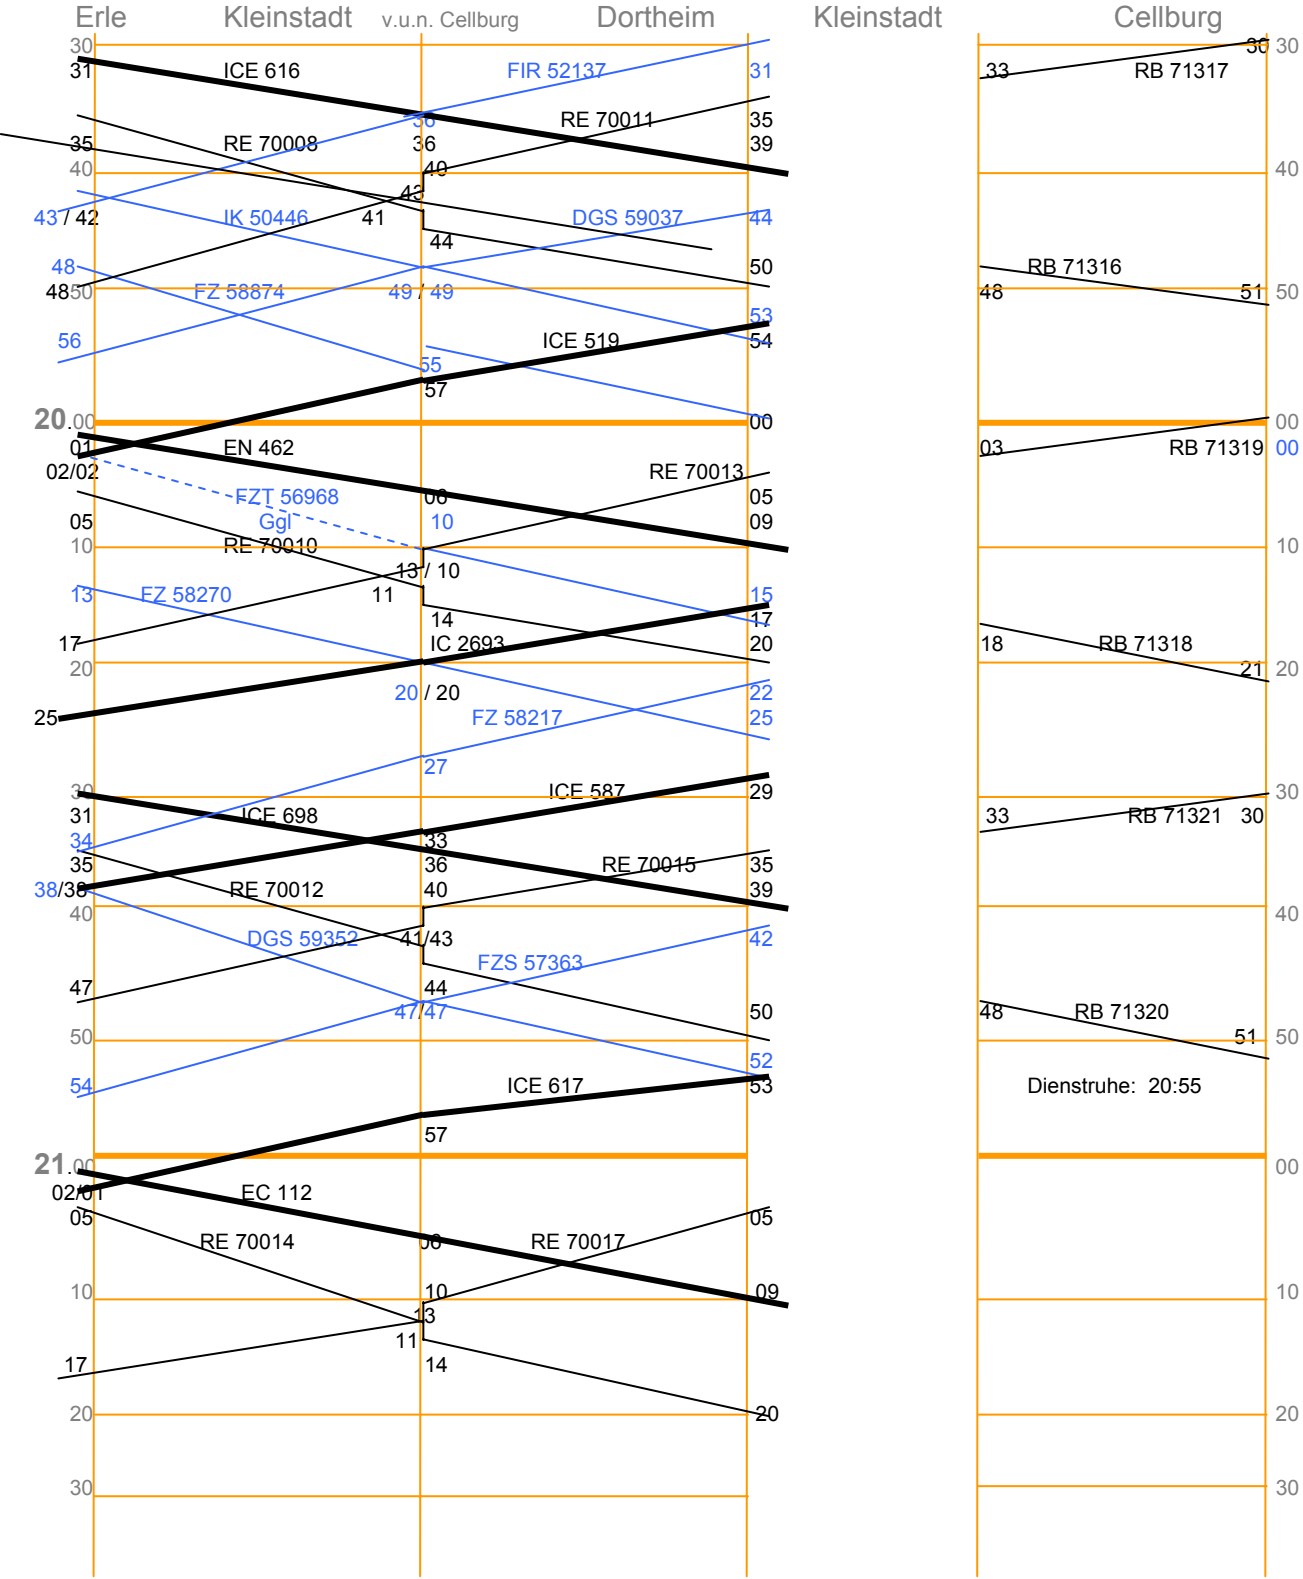 Erle Kleinstadt v.u.n. Cellburg Dortheim Kleinstadt Cellburg
30 30 30
31 ICE 616 FIR 52137 31 33 RB 71317
36 RE 70011 35
35 RE 70008 36 39
40 40 40
43
43 / 42 IK 50446 41 DGS 59037 44
44
48 50 RB 71316
4850 FZ 58874 49 / 49 48 51 50
53
56 ICE 519 54
55
57
20.00 00 00
01 EN 462 03 RB 71319 00
02/02 RE 70013
FZT 56968 06 05
05 Ggl 10 09
10 RE 70010 10
13 / 10
13 FZ 58270 11 15
14 17
17 IC 2693 20 18 RB 71318
20 21 20
20 / 20 22
25 FZ 58217 25
27
30 ICE 587 29 30
31 ICE 698 33 RB 71321 30
34 33
35 36 RE 70015 35
38/38 RE 70012 40 39
40 40
DGS 59352 41/43 42
FZS 57363
47 44
47/47 50 48 RB 71320
50 51 50
52
54 ICE 617 53 Dienstruhe: 20:55
57
21.00 00
02/01 EC 112
05 05
RE 70014 06 RE 70017
10 10 09 10
13
11
17 14
20 20 20
30 30